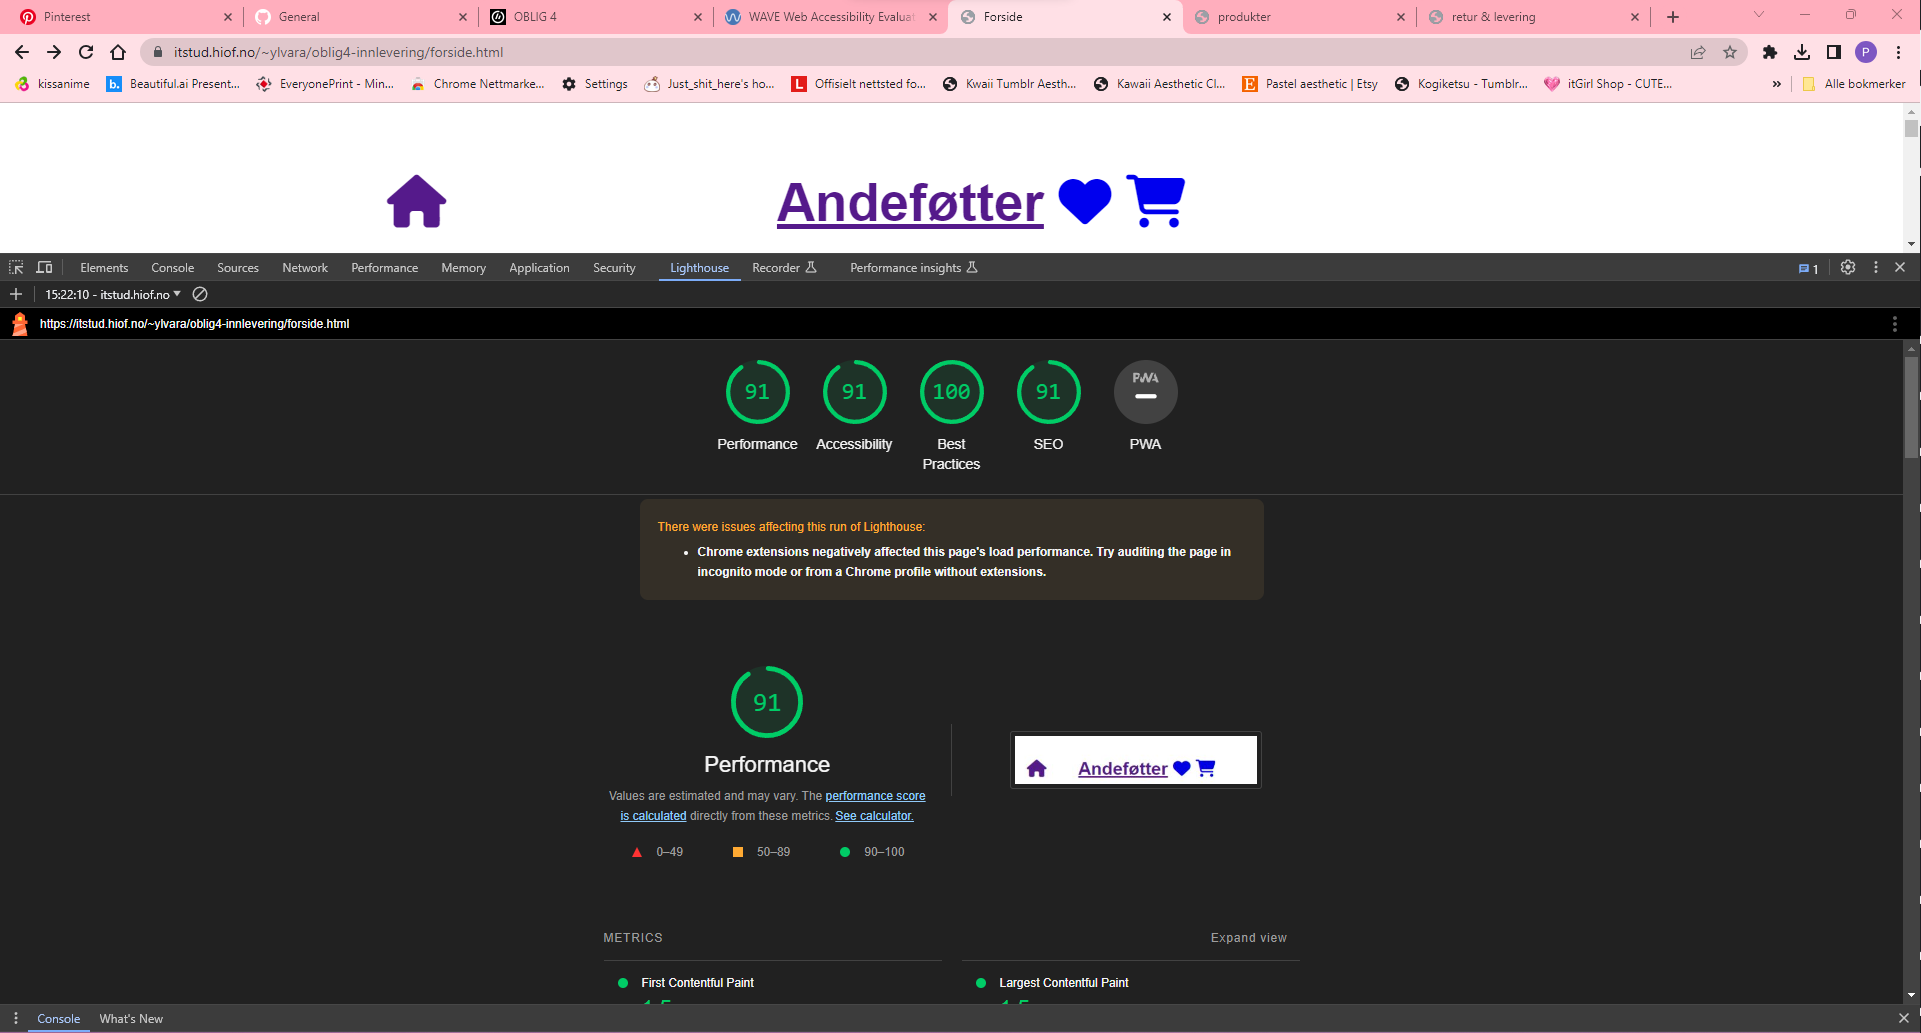 Pinterest
General
OBLIG 4
WAVE Web Accessibility Evaluat
Forside
produkter
retur & levering
itstud.hiof.no/~ylvara/oblig4-innlevering/forside.html
P
kissanime
b. Beautiful.ai Present...
EveryonePrint - Min...
Chrome Nettmarke...
Settings
Just_shit_here's ho...
L Offisielt nettsted fo...
Kwaii Tumblr Aesth...
Kawaii Aesthetic Cl...
E Pastel aesthetic | Etsy
Kogiketsu - Tumblr...
itGirl Shop - CUTE...
»
Alle bokmerker
Andeføtter
Elements
Console
Sources
Network
Performance
Memory
Application
Security
Lighthouse
Recorder
Performance insights
1
15:22:10 - itstud.hiof.no
https://itstud.hiof.no/~ylvara/oblig4-innlevering/forside.html
91
91
100
91
PWA
Performance
Accessibility
Best
Practices
SEO
PWA
There were issues affecting this run of Lighthouse:
• Chrome extensions negatively affected this page's load performance. Try auditing the page in
incognito mode or from a Chrome profile without extensions.
91
Performance
Values are estimated and may vary. The performance score
is calculated directly from these metrics. See calculator.
0–49
50–89
90–100
Andeføtter
METRICS
Expand view
First Contentful Paint
Largest Contentful Paint
Console
What's New